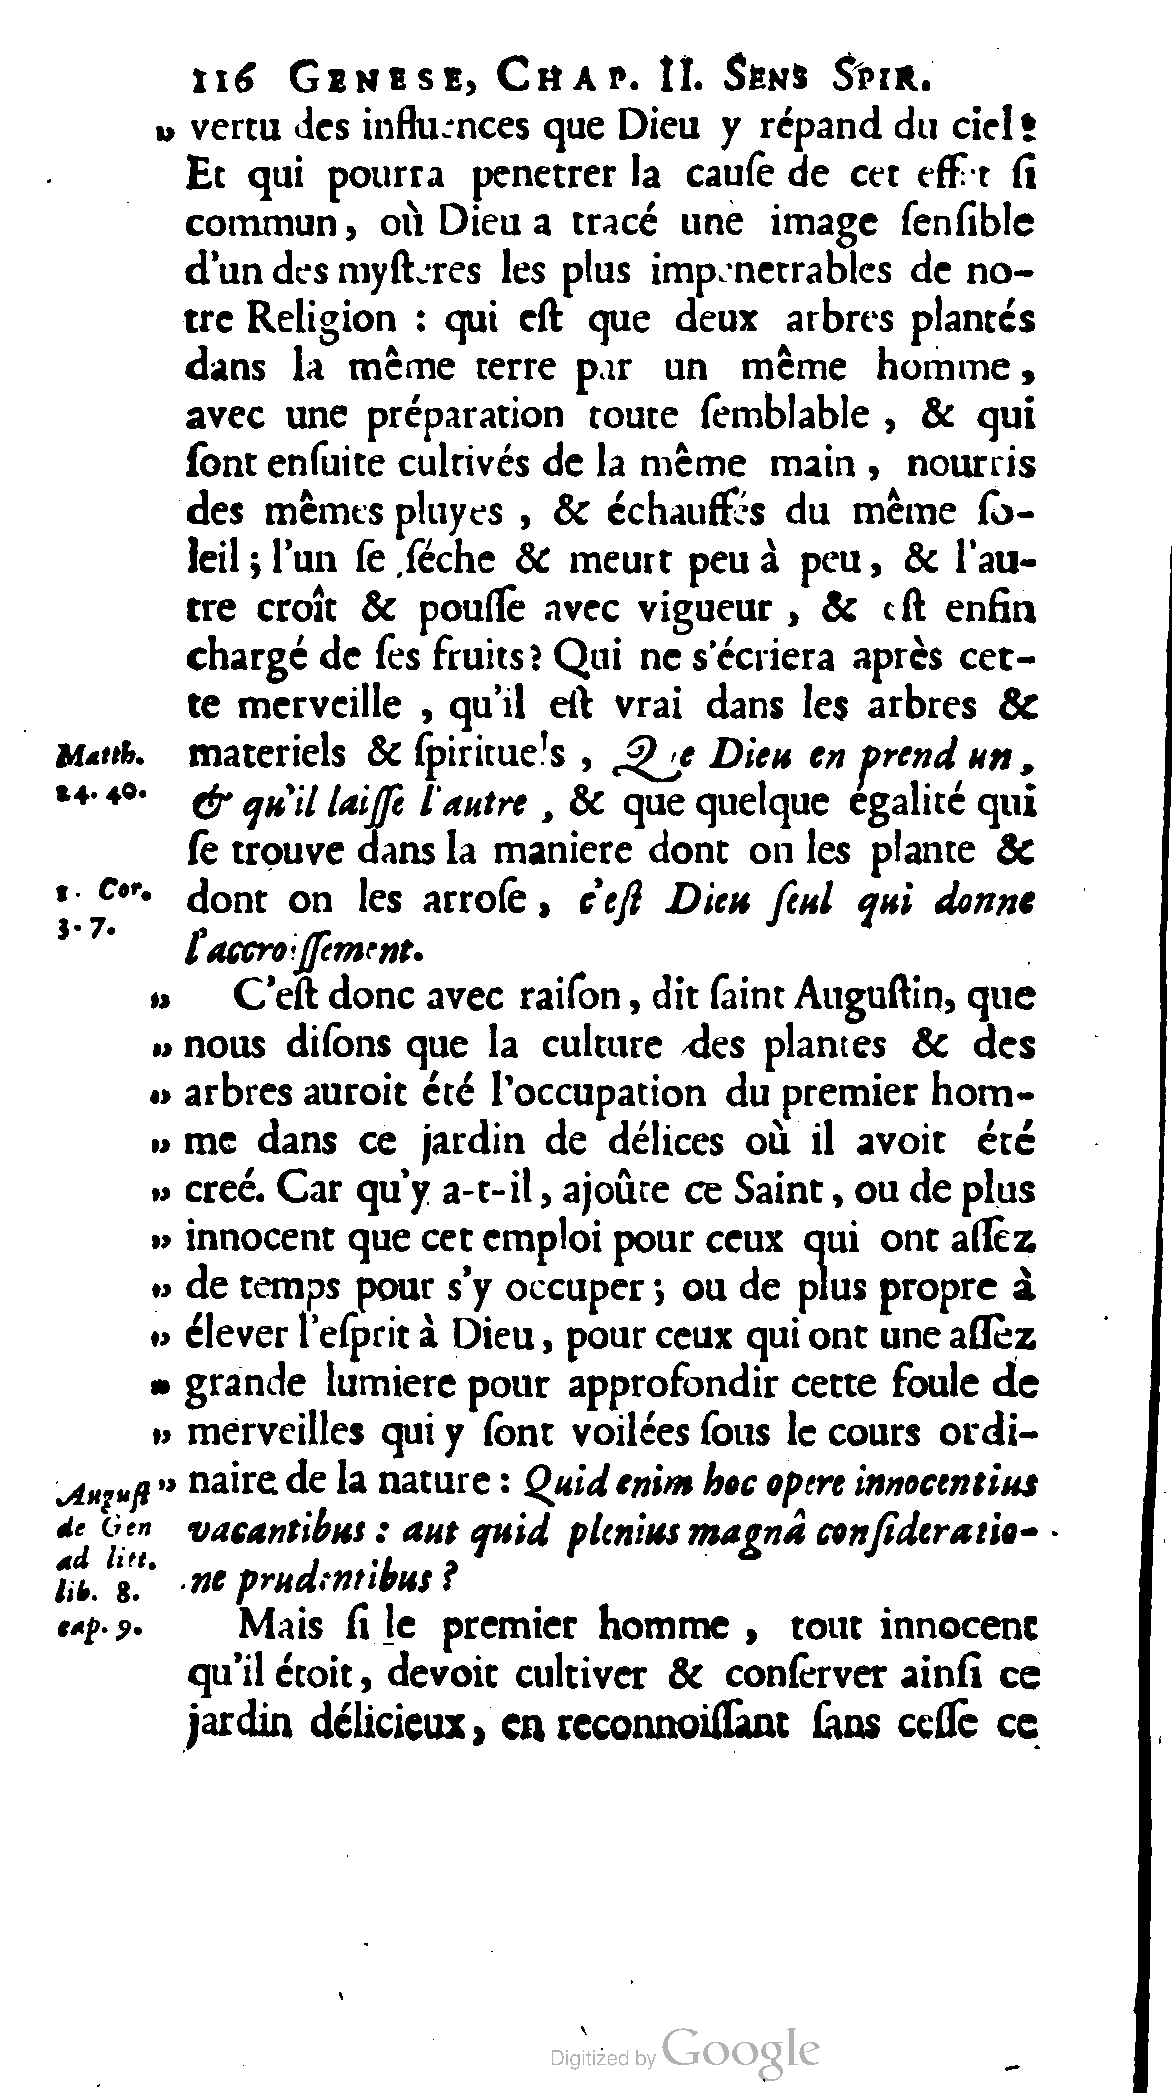 116 GENESE, CHAP. II. SENS SPIR.
„ vertu des influences que Dieu y répand du ciel?
Et qui pourra penetrer la cauſe de cet effet ſi
commun, où Dieu a tracé une image ſenſible
d'un des myſteres les plus impenetrables de no-
tre Religion : qui eſt que deux arbres plantés
dans la même terre par un même homme,
avec une préparation toute ſemblable, & qui
ſont enſuite cultivés de la même main, nourris
des mêmes pluyes, & échauffés du même ſo-
leil; l'un ſe ſéche & meurt peu à peu, & l'au-
tre croît & pouſſe avec vigueur, & eſt enfin
chargé de ſes fruits? Qui ne s'écriera après cet-
te merveille, qu'il eſt vrai dans les arbres &
Matth. materiels & ſpirituels, Que Dieu en prend un,
24. 40. & qu'il laiſſe l'autre, & que quelque égalité qui
ſe trouve dans la maniere dont on les plante &
1. Cor. dont on les arroſe, c'eſt Dieu ſeul qui donne
3. 7. l'accroiſſement.
„ C'eſt donc avec raiſon, dit ſaint Auguſtin, que
„ nous diſons que la culture des plantes & des
„ arbres auroit été l'occupation du premier hom-
„ me dans ce jardin de délices où il avoit été
„ creé. Car qu'y a-t-il, ajoûte ce Saint, ou de plus
„ innocent que cet emploi pour ceux qui ont aſſez
„ de temps pour s'y occuper; ou de plus propre à
„ élever l'eſprit à Dieu, pour ceux qui ont une aſſez
„ grande lumiere pour approfondir cette foule de
„ merveilles qui y ſont voilées ſous le cours ordi-
Auguſt „ naire de la nature : Quid enim hoc opere innocentius
de Gen vacantibus : aut quid plenius magnâ conſideratio-
ad litt.
lib. 8. ne prudentibus?
cap. 9. Mais ſi le premier homme, tout innocent
qu'il étoit, devoit cultiver & conſerver ainſi ce
jardin délicieux, en reconnoiſſant ſans ceſſe ce
Digitized by Google